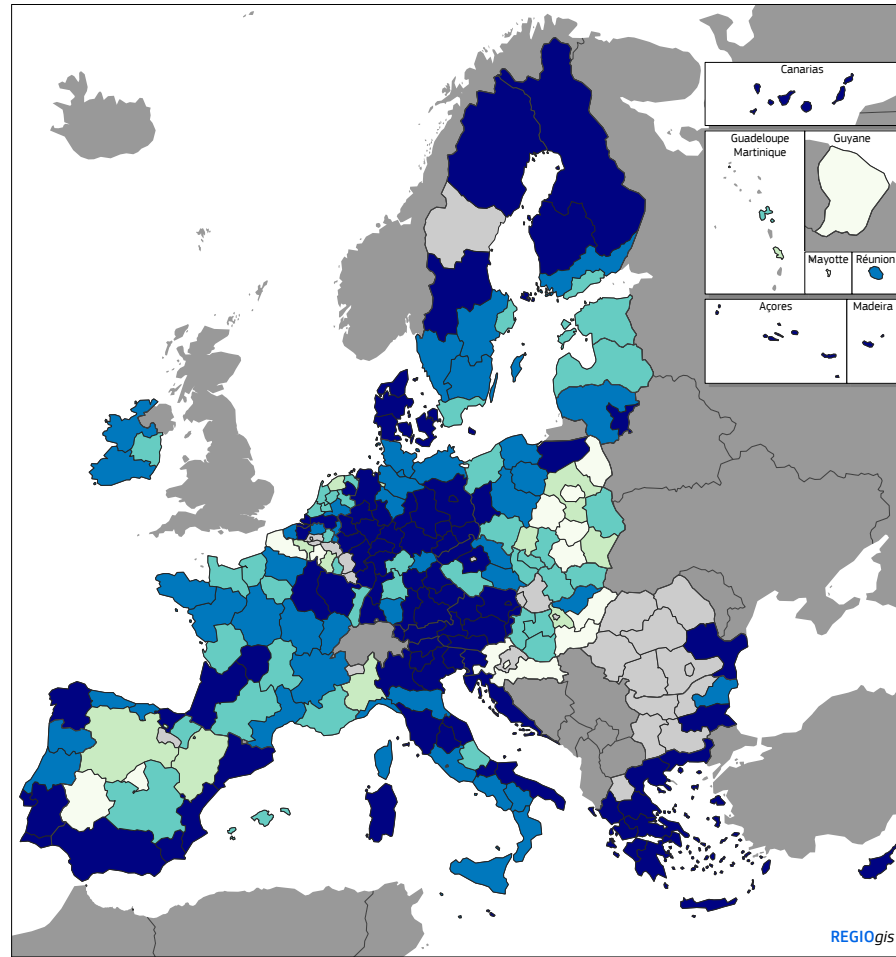 Canarias
Guadeloupe
Martinique
Guyane
Mayotte
Réunion
Açores
Madeira
REGIOgis